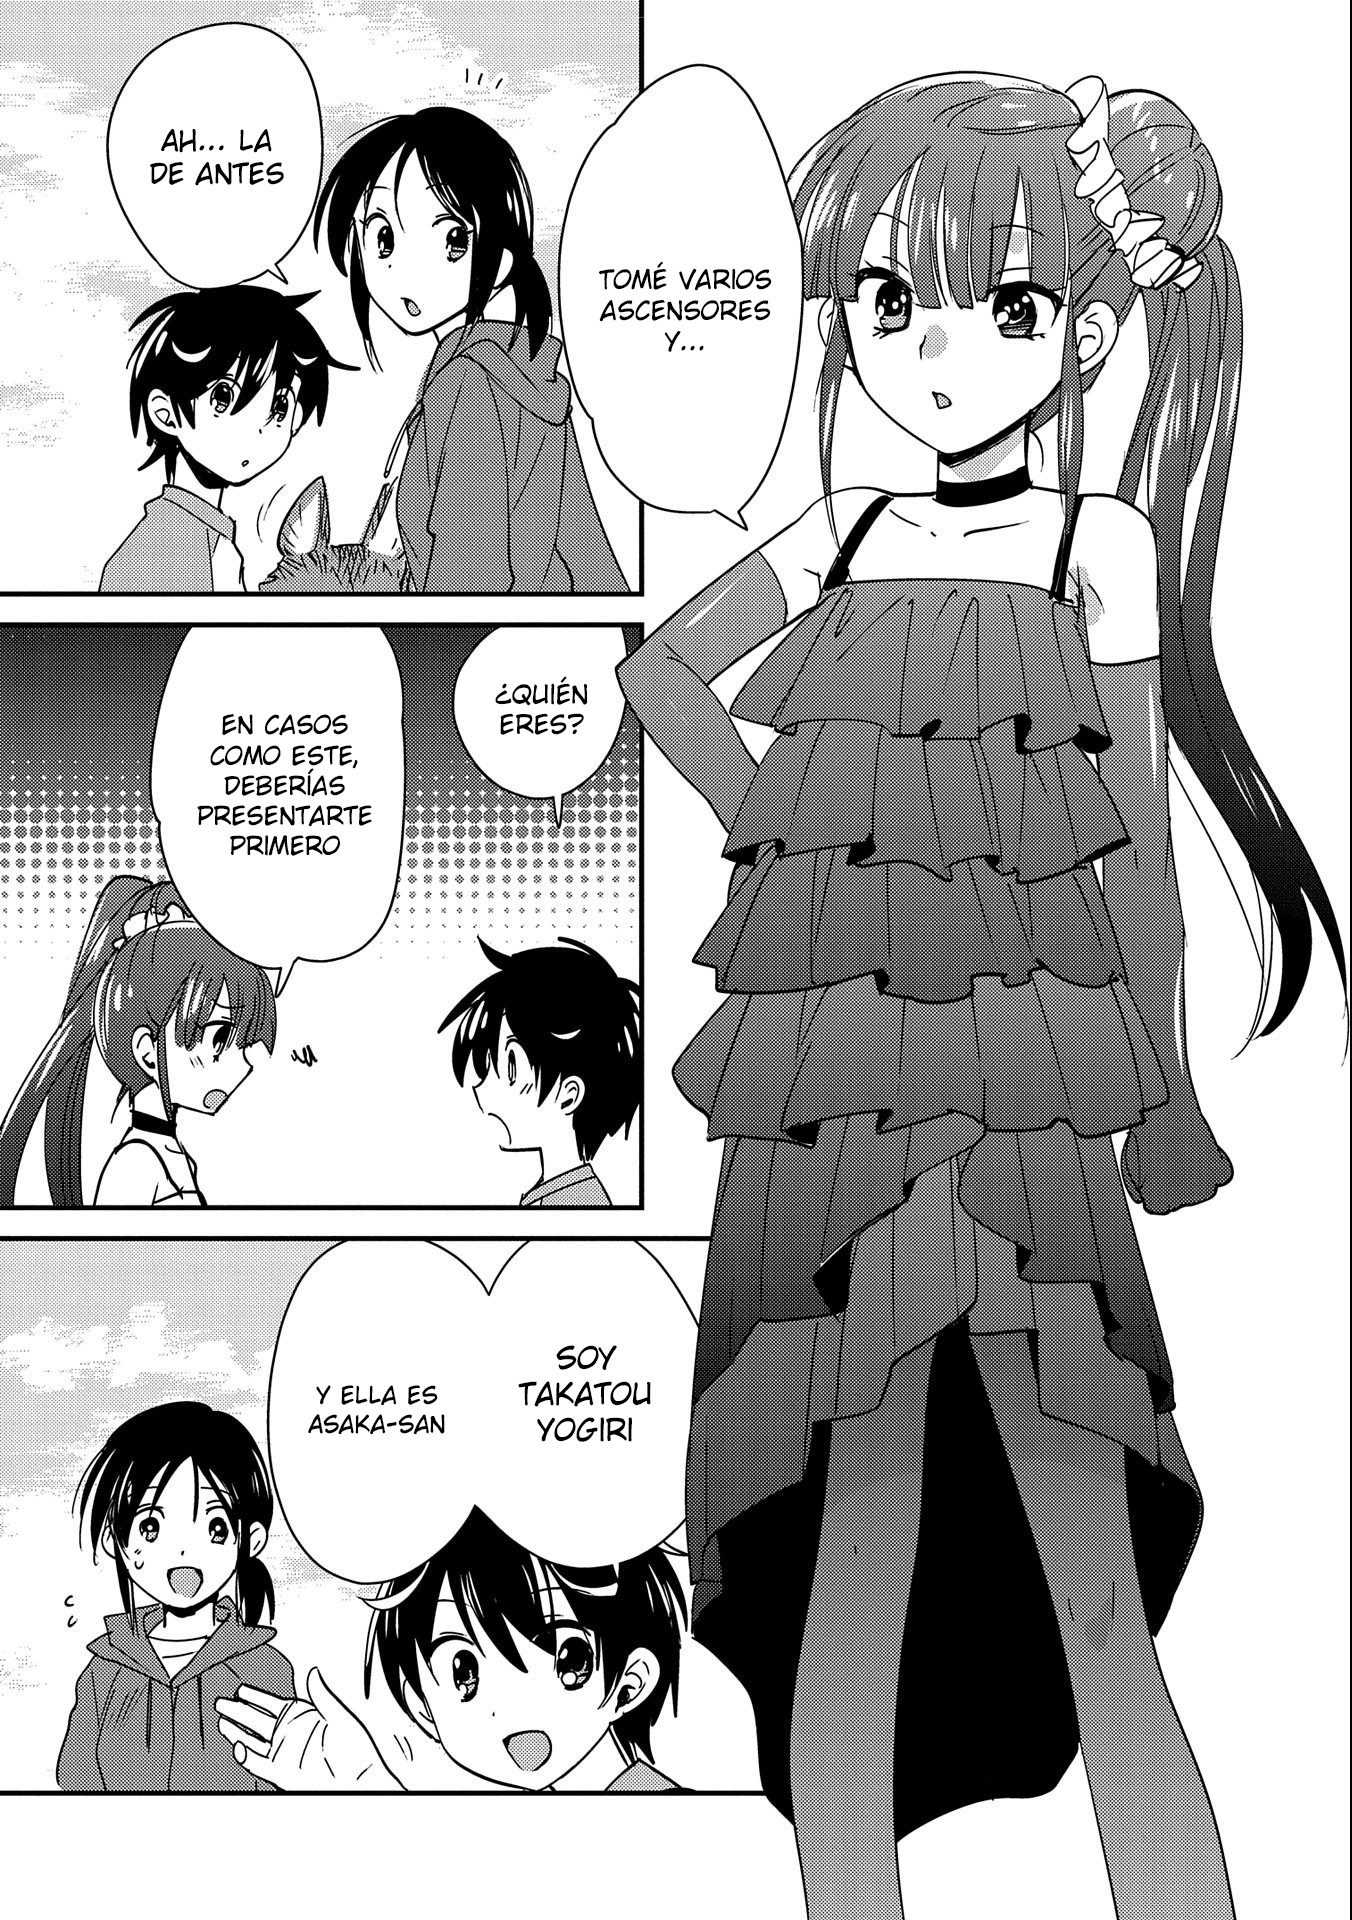 TOMÉ VARIOS
ASCENSORES
Y...
AH... LA
DE ANTES
¿QUIÉN
ERES?
EN CASOS
COMO ESTE,
DEBERÍAS
PRESENTARTE
PRIMERO
SOY
TAKATOU
YOGIRI
Y ELLA ES
ASAKA-SAN